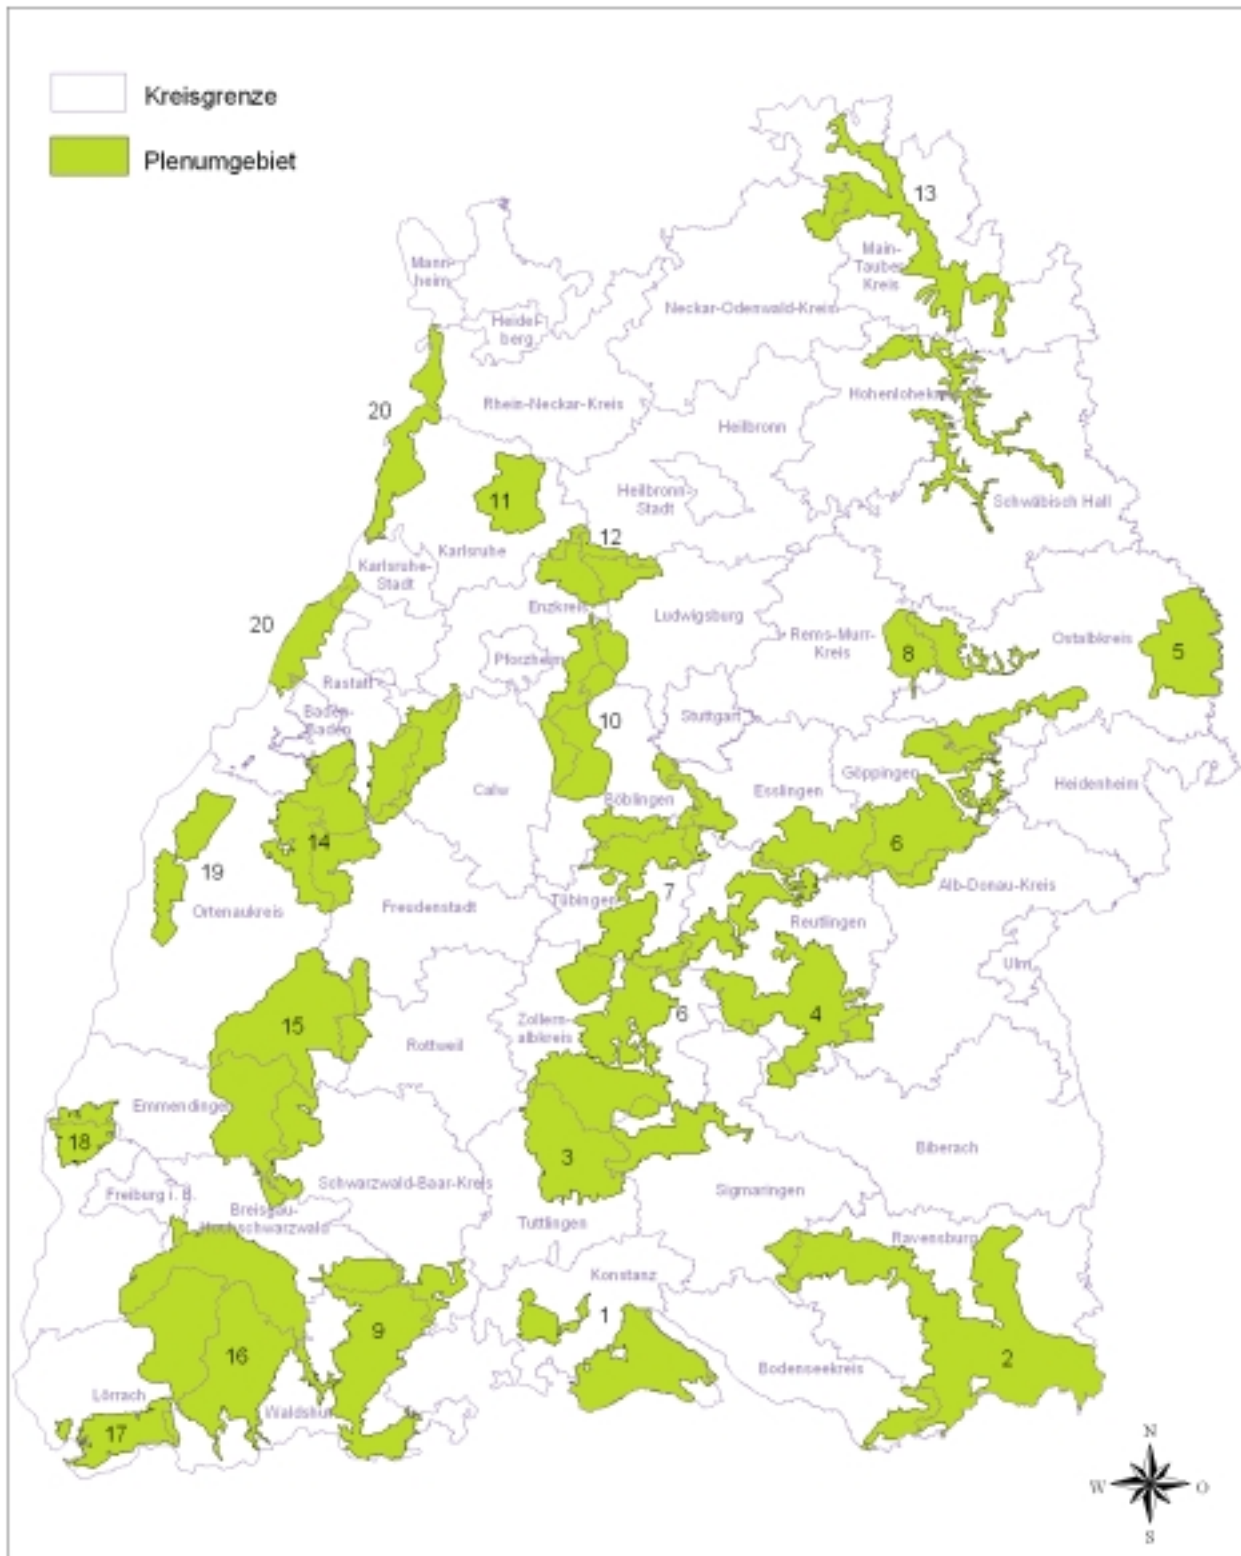 Kreisgrenze
Plenumgebiet
13
Mann-
heim
Main-
Tauber
Kreis
Neckar-Odenwald-Kreis
Heidel-
berg
20
Rhein-Neckar-Kreis
Hohenlohekreis
Heilbronn
11
Heilbronn-
Stadt
Schwäbisch Hall
12
Karlsruhe
Karlsruhe-
Stadt
Enzkreis
Ludwigsburg
20
Rems-Murr-
Kreis
8
Ostalbkreis
5
Pforzheim
Rastatt
Baden-
Baden
10
Stuttgart
Göppingen
Heidenheim
Calw
Böblingen
Esslingen
14
6
19
Alb-Donau-Kreis
7
Tübingen
Ortenaukreis
Freudenstadt
Reutlingen
Ulm
15
Zollern-
albkreis
6
4
Rottweil
Emmendingen
18
Biberach
3
Freiburg i. B.
Schwarzwald-Baar-Kreis
Sigmaringen
Breisgau-
Hochschwarzwald
Tuttlingen
Ravensburg
Konstanz
1
9
16
2
Bodenseekreis
Lörrach
Waldshut
17
N
W
O
S